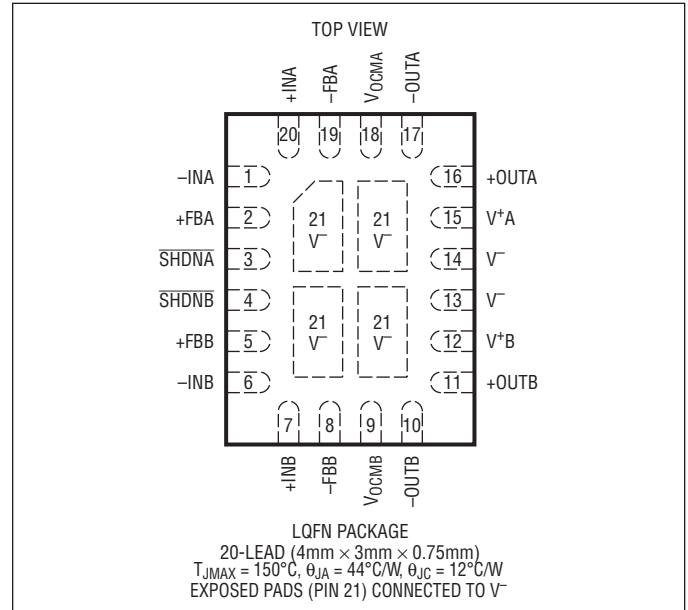 TOP VIEW
+INA
–FBA
VOCMA
–OUTA
20 19 18 17
–INA 1
+FBA 2
SHDNA 3
SHDNB 4
+FBB 5
–INB 6
21
V–
21
V–
21
V–
21
V–
16 +OUTA
15 V+A
14 V–
13 V–
12 V+B
11 +OUTB
7 8 9 10
+INB
–FBB
VOCMB
–OUTB
LQFN PACKAGE
20-LEAD (4mm × 3mm × 0.75mm)
TJMAX = 150°C, θJA = 44°C/W, θJC = 12°C/W
EXPOSED PADS (PIN 21) CONNECTED TO V–